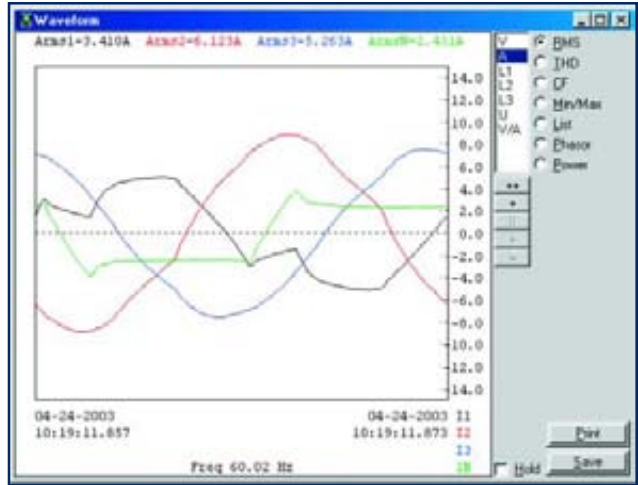 Waveform
Arms1=3.410A Arms2=6.123A Arms3=5.263A ArmsN=2.431A
V
A
L1
L2
L3
U
V/A
RMS
THD
CF
Min/Max
List
Phasor
Power
14.0
12.0
10.0
8.0
6.0
4.0
2.0
0.0
-2.0
-4.0
-6.0
-8.0
10.0
12.0
14.0
04-24-2003 04-24-2003 I1
10:19:11.857 10:19:11.873 I2
I3
Freq 60.02 Hz IN
Hold
Print
Save